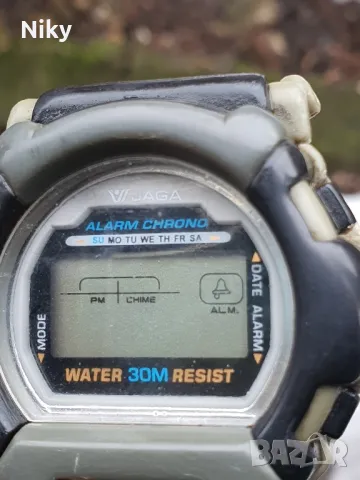 Niky
JAGA
ALARM CHRONO
SU MO TU WE TH FR SA
PM CHIME
AL.M.
MODE
DATE ALARM
WATER 30M RESIST
BAZAR